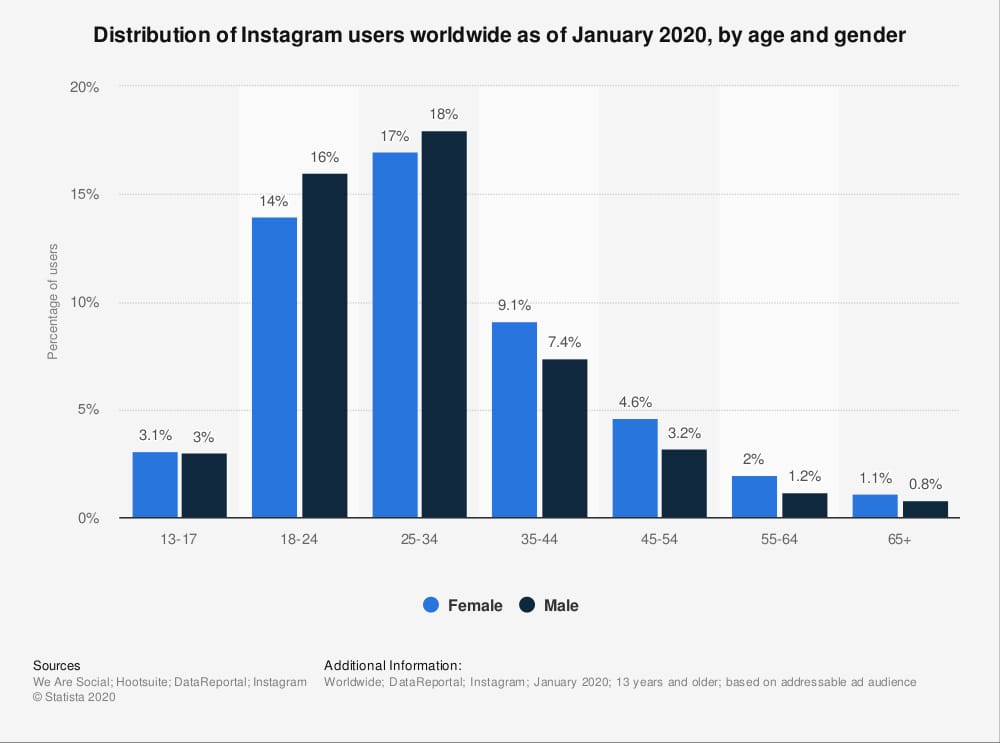 Distribution of Instagram users worldwide as of January 2020, by age and gender
Percentage of users
20%
15%
10%
5%
0%
3.1% 3%
14% 16%
17% 18%
9.1% 7.4%
4.6% 3.2%
2% 1.2%
1.1% 0.8%
13-17 18-24 25-34 35-44 45-54 55-64 65+
Female Male
Sources
We Are Social; Hootsuite; DataReportal; Instagram
© Statista 2020
Additional Information:
Worldwide; DataReportal; Instagram; January 2020; 13 years and older; based on addressable ad audience